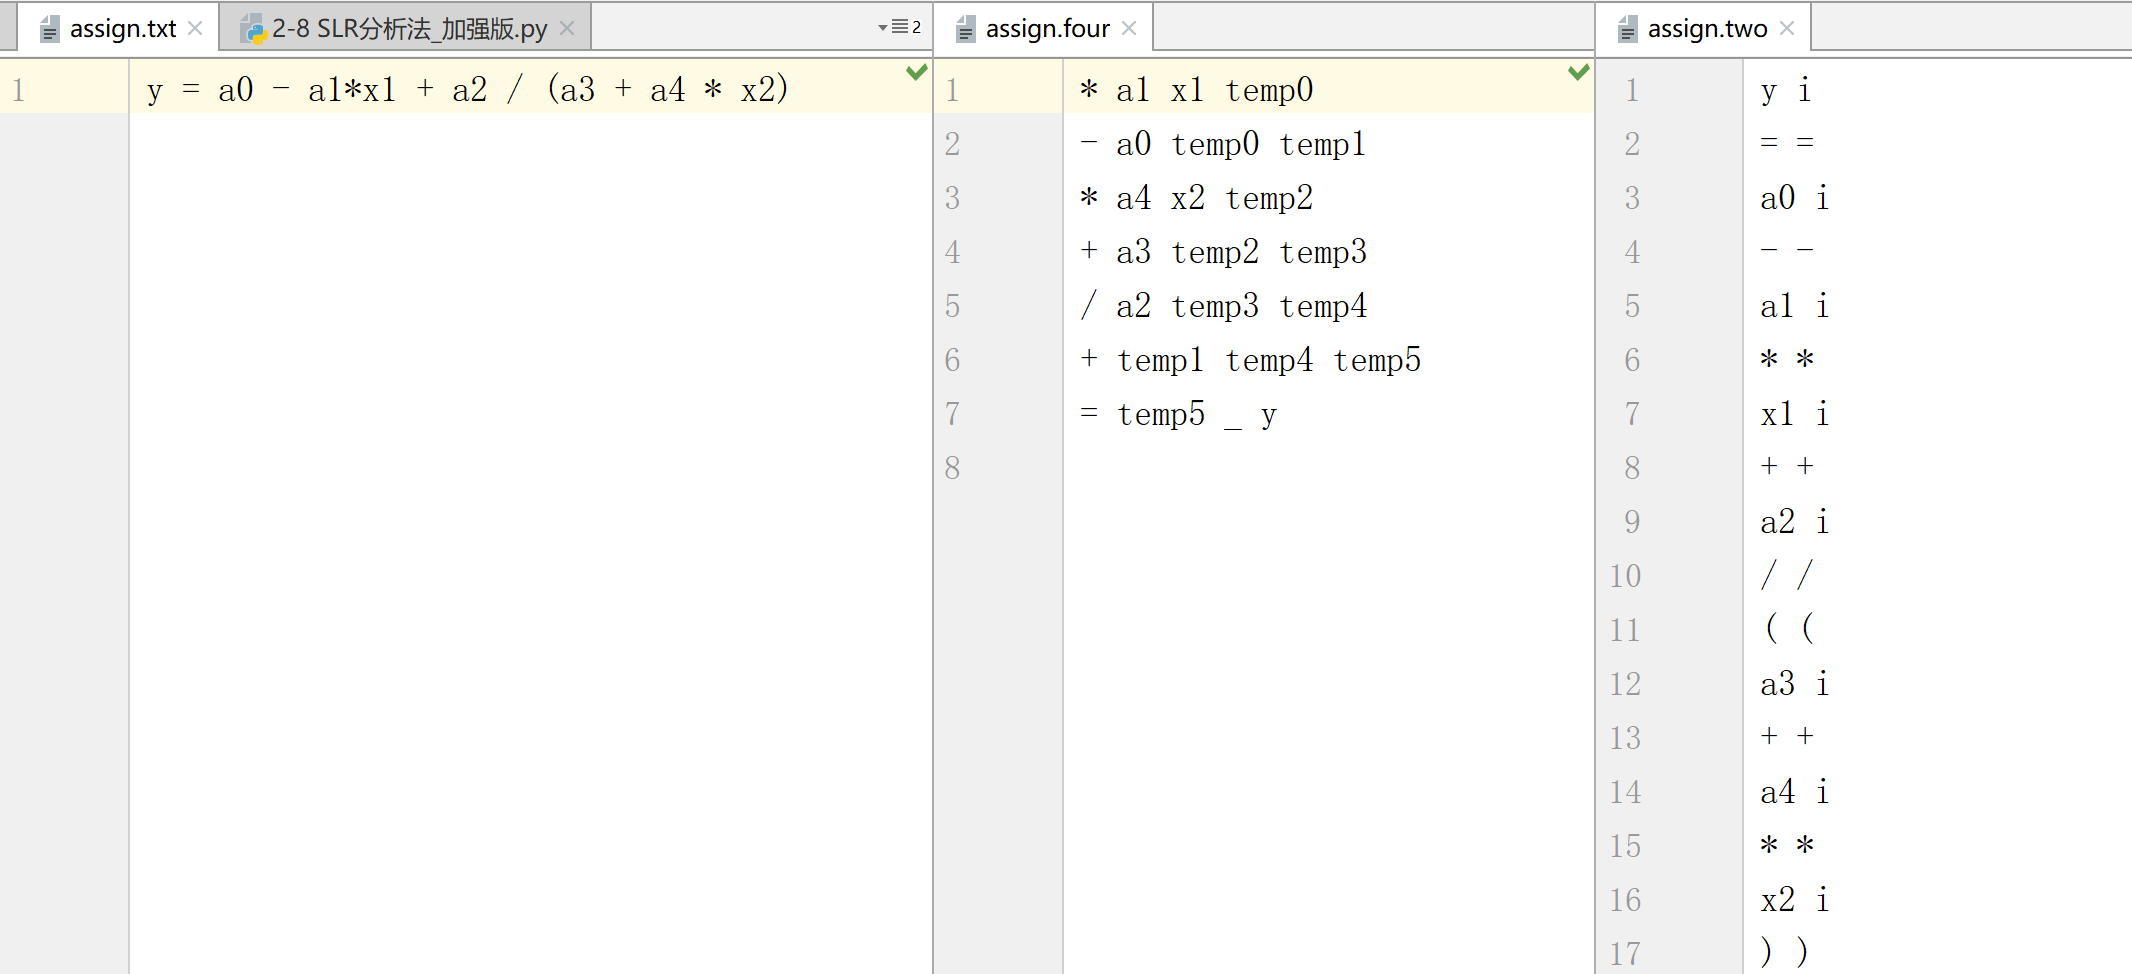 assign.txt
2-8 SLR分析法_加强版.py
2
assign.four
assign.two
1
y = a0 - a1*x1 + a2 / (a3 + a4 * x2)
1 * a1 x1 temp0
2 - a0 temp0 temp1
3 * a4 x2 temp2
4 + a3 temp2 temp3
5 / a2 temp3 temp4
6 + temp1 temp4 temp5
7 = temp5 _ y
8
1 y i
2 = =
3 a0 i
4 - -
5 a1 i
6 * *
7 x1 i
8 + +
9 a2 i
10 / /
11 ( (
12 a3 i
13 + +
14 a4 i
15 * *
16 x2 i
17 ) )